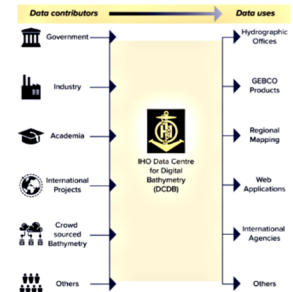 Data contributors
Data uses
Government
Industry
Academia
International
Projects
Crowd
sourced
Bathymetry
Others
IHO Data Centre
for Digital
Bathymetry
(DCDB)
Hydrographic
Offices
GEBCO
Products
Regional
Mapping
Web
Applications
International
Agencies
Others